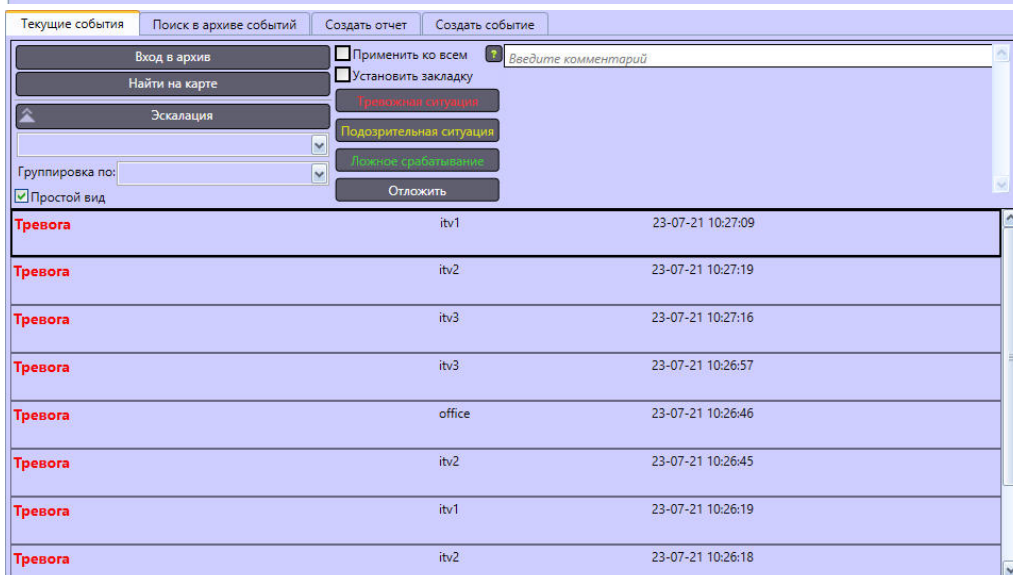 Текущие события Поиск в архиве событий Создать отчет Создать событие
Вход в архив Применить ко всем ? Введите комментарий
Найти на карте Установить закладку
Тревожная ситуация
Эскалация
Подозрительная ситуация
Ложное срабатывание
Группировка по:
Простой вид Отложить
Тревога itv1 23-07-21 10:27:09
Тревога itv2 23-07-21 10:27:19
Тревога itv3 23-07-21 10:27:16
Тревога itv3 23-07-21 10:26:57
Тревога office 23-07-21 10:26:46
Тревога itv2 23-07-21 10:26:45
Тревога itv1 23-07-21 10:26:19
Тревога itv2 23-07-21 10:26:18